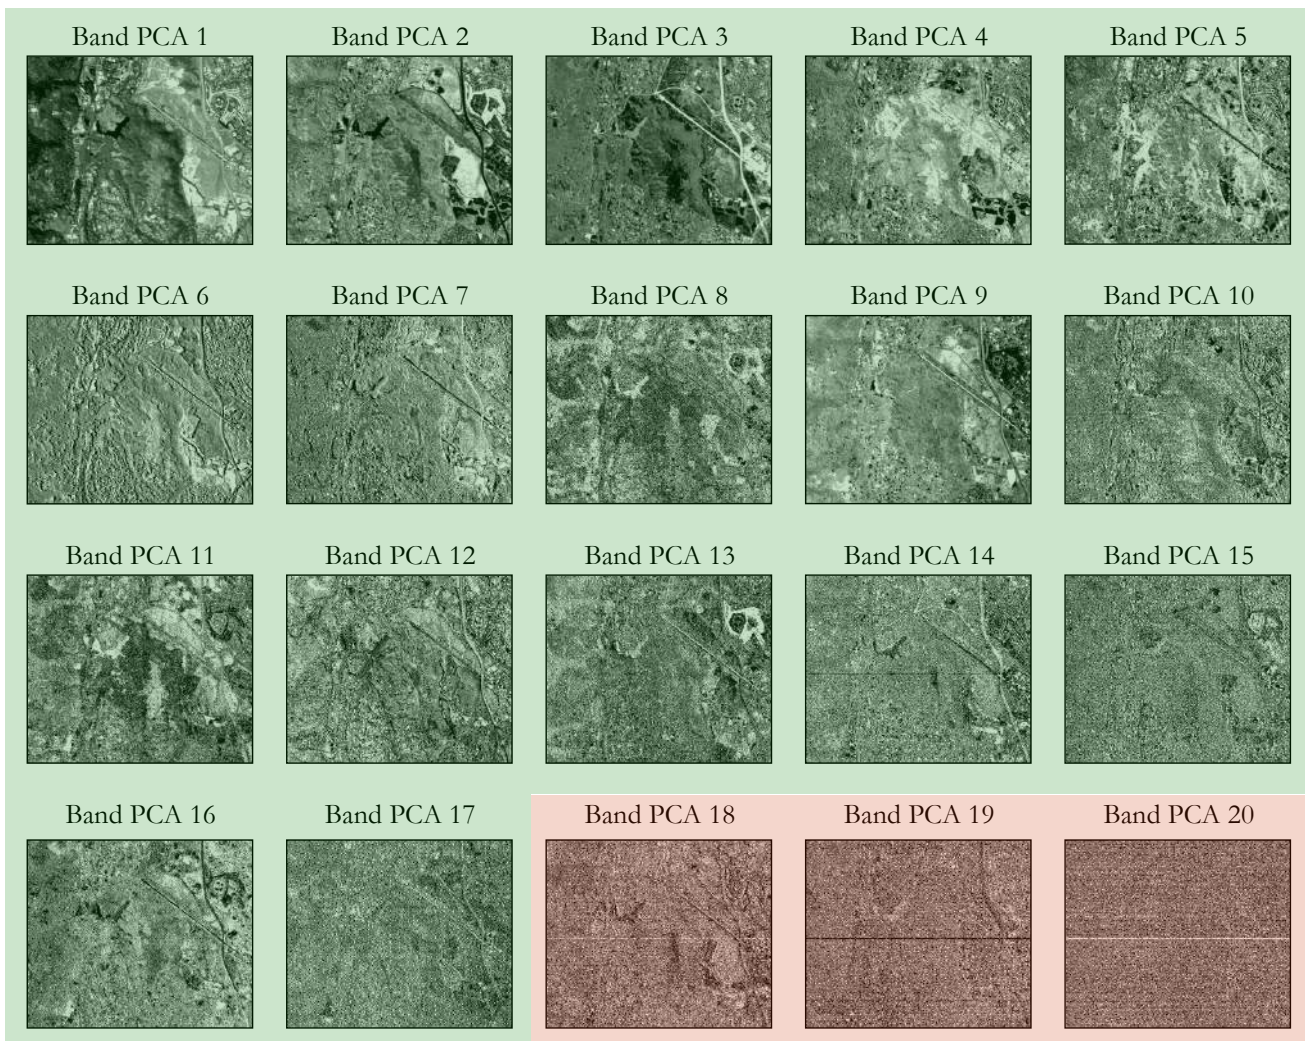 Band PCA 1 Band PCA 2 Band PCA 3 Band PCA 4 Band PCA 5
Band PCA 6 Band PCA 7 Band PCA 8 Band PCA 9 Band PCA 10
Band PCA 11 Band PCA 12 Band PCA 13 Band PCA 14 Band PCA 15
Band PCA 16 Band PCA 17 Band PCA 18 Band PCA 19 Band PCA 20